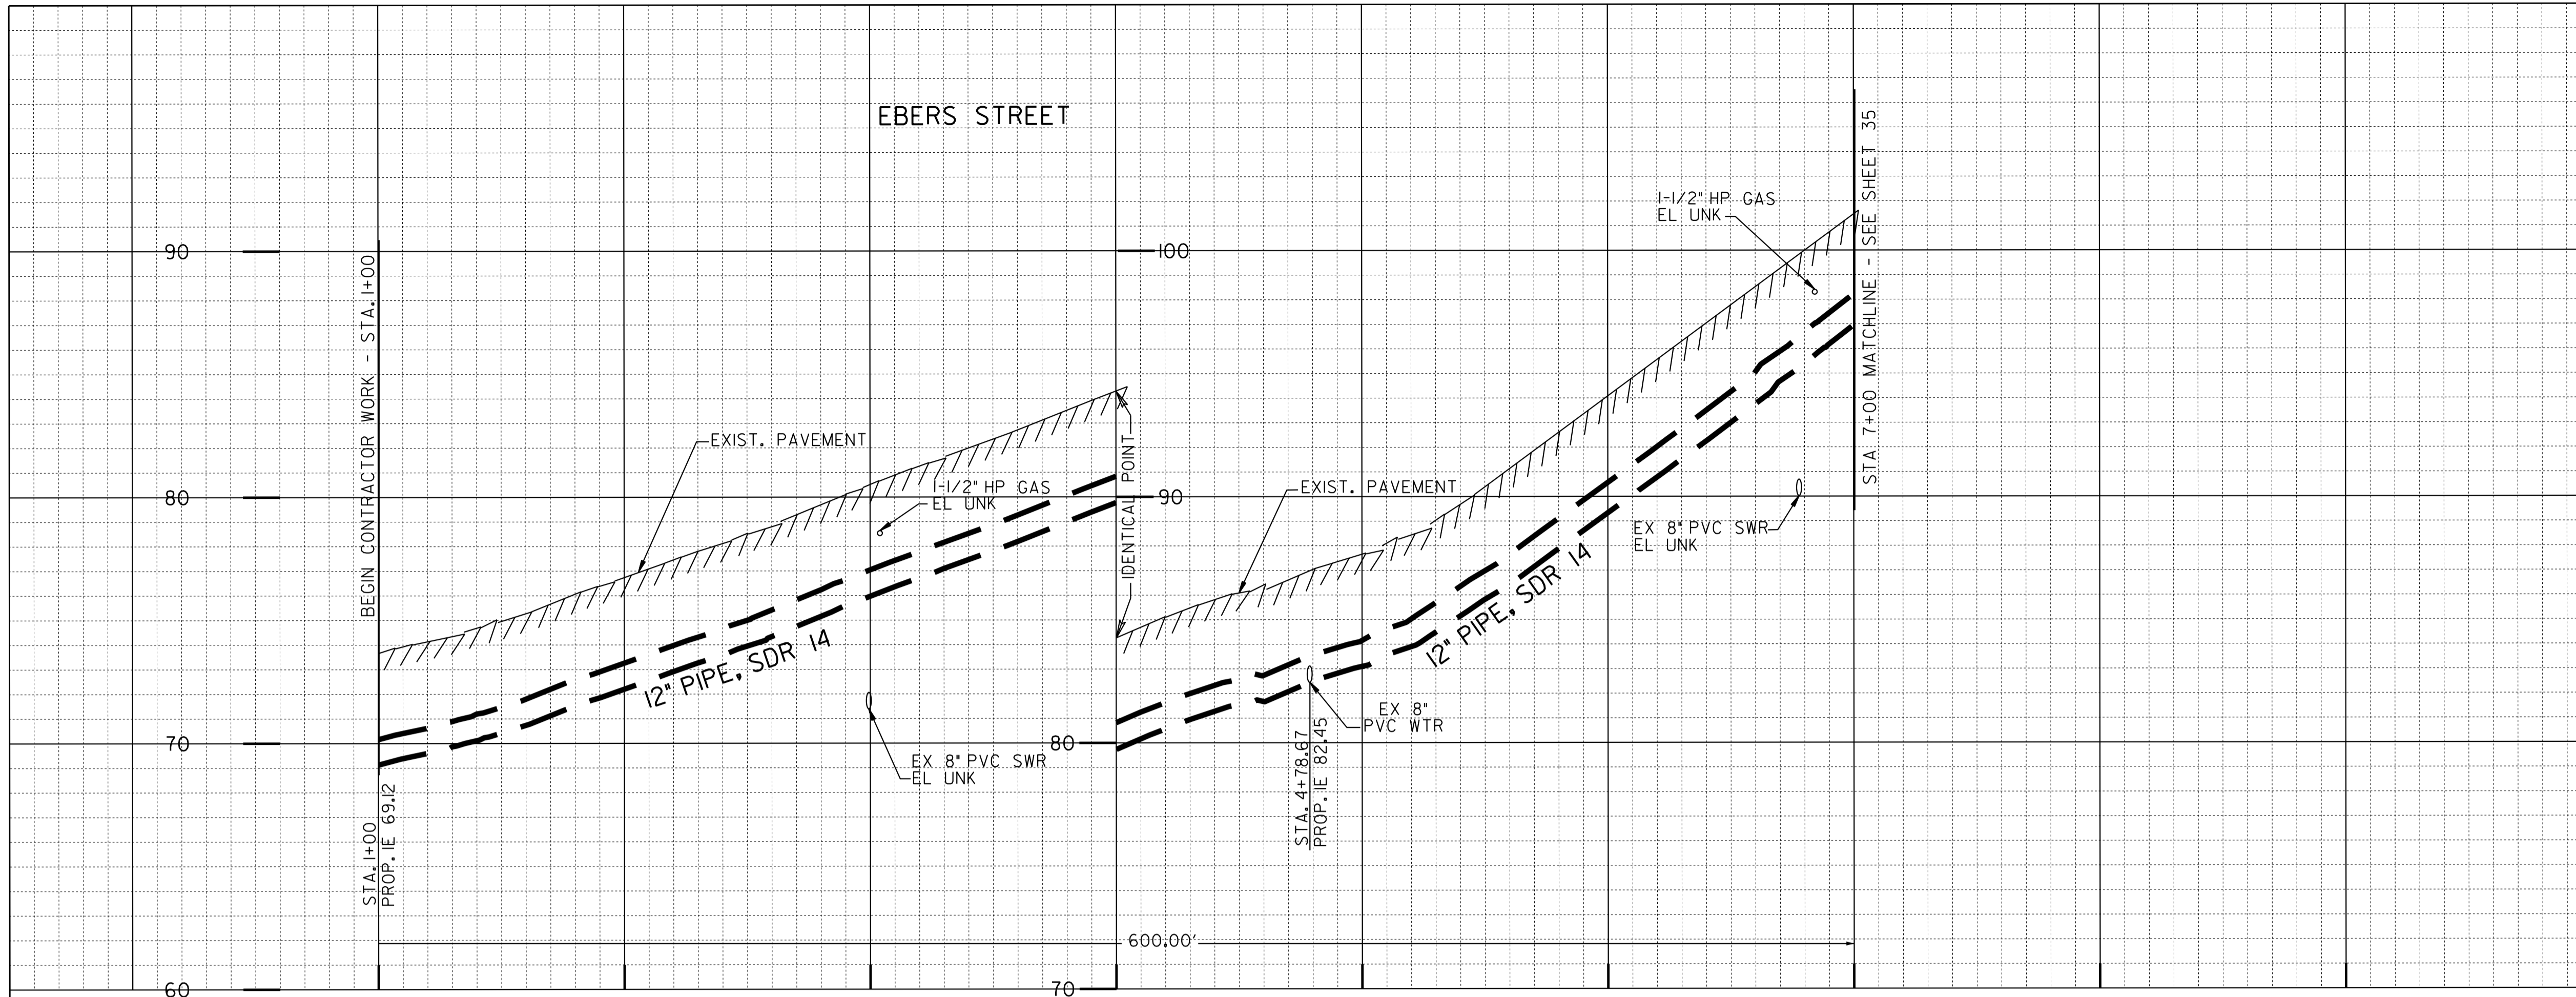 EBERS STREET
90
80
70
60
BEGIN CONTRACTOR WORK - STA. 1+00
STA. 1+00
PROP. IE 69.12
EXIST. PAVEMENT
12" PIPE, SDR 14
1-1/2" HP GAS
EL UNK
EX 8" PVC SWR
EL UNK
IDENTICAL POINT
100
90
80
70
EXIST. PAVEMENT
STA. 4+78.67
PROP. IE 82.45
EX 8"
PVC WTR
12" PIPE, SDR 14
1-1/2" HP GAS
EL UNK
EX 8" PVC SWR
EL UNK
STA 7+00 MATCHLINE - SEE SHEET 35
600.00'